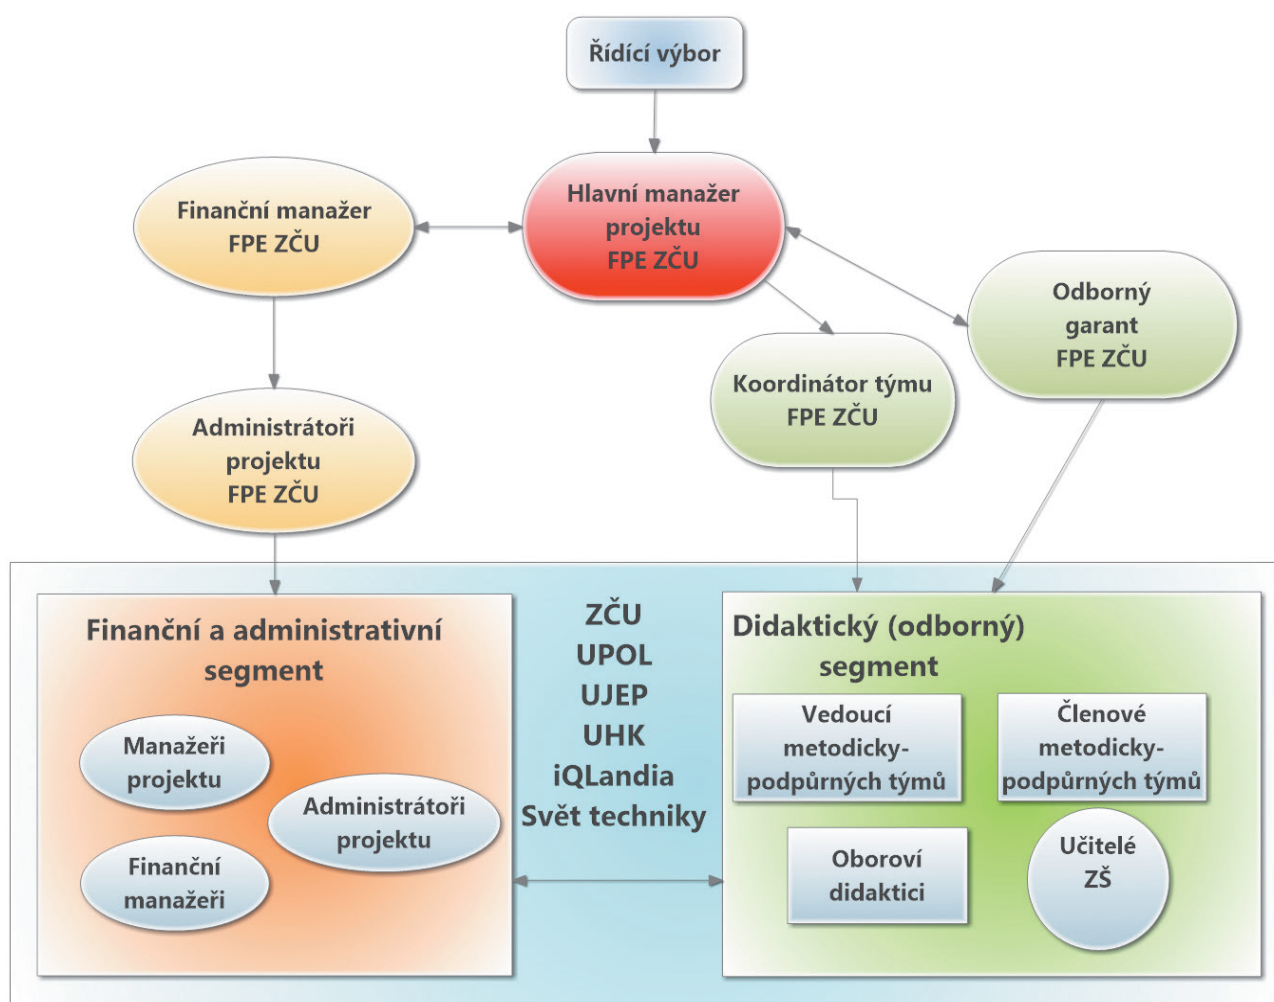 Řídící výbor
Hlavní manažer
projektu
FPE ZČU
Finanční manažer
FPE ZČU
Odborný
garant
FPE ZČU
Koordinátor týmu
FPE ZČU
Administrátoři
projektu
FPE ZČU
Finanční a administrativní
segment
Manažeři
projektu
Administrátoři
projektu
Finanční
manažeři
ZČU
UPOL
UJEP
UHK
iQLandia
Svět techniky
Didaktický (odborný)
segment
Vedoucí
metodicky-
podpůrných týmů
Členové
metodicky-
podpůrných týmů
Oboroví
didaktici
Učitelé
ZŠ